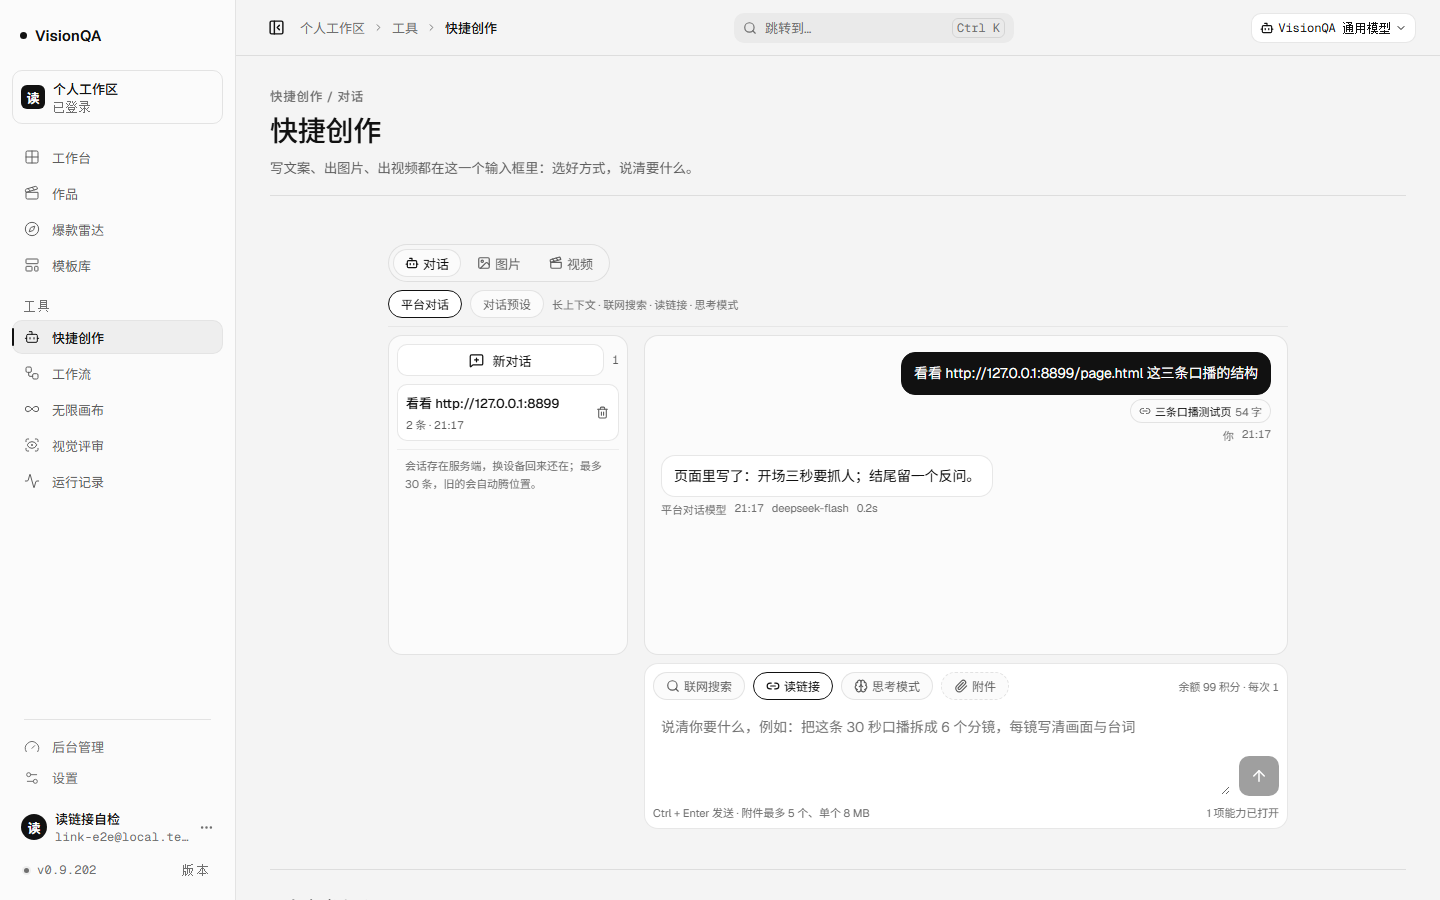 VisionQA
读
个人工作区
已登录
工作台
作品
爆款雷达
模板库
工具
快捷创作
工作流
无限画布
视觉评审
运行记录
后台管理
设置
读
读链接自检
link-e2e@local.te…
v0.9.202
版本
个人工作区 > 工具 > 快捷创作
跳转到...
Ctrl K
VisionQA 通用模型
快捷创作 / 对话
快捷创作
写文案、出图片、出视频都在这一个输入框里：选好方式，说清要什么。
对话 图片 视频
平台对话 对话预设 长上下文 · 联网搜索 · 读链接 · 思考模式
新对话 1
看看 http://127.0.0.1:8899
2 条 · 21:17
会话存在服务端，换设备回来还在；最多
30 条，旧的会自动腾位置。
看看 http://127.0.0.1:8899/page.html 这三条口播的结构
三条口播测试页 54 字
你 21:17
页面里写了：开场三秒要抓人；结尾留一个反问。
平台对话模型 21:17 deepseek-flash 0.2s
联网搜索 读链接 思考模式 附件 余额 99 积分 · 每次 1
说清你要什么，例如：把这条 30 秒口播拆成 6 个分镜，每镜写清画面与台词
Ctrl + Enter 发送 · 附件最多 5 个、单个 8 MB
1 项能力已打开